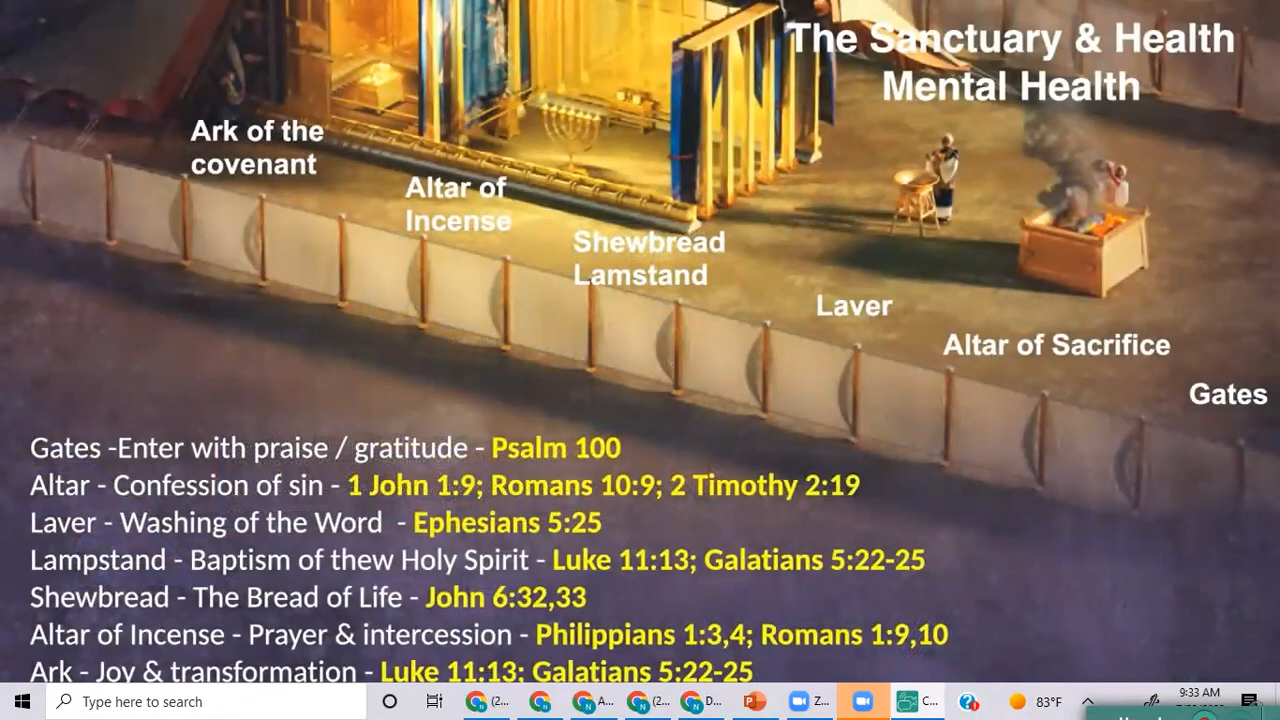 The Sanctuary & Health
Mental Health
Ark of the
covenant
Altar of
Incense
Shewbread
Lamstand
Laver
Altar of Sacrifice
Gates
Gates -Enter with praise / gratitude - Psalm 100
Altar - Confession of sin - 1 John 1:9; Romans 10:9; 2 Timothy 2:19
Laver - Washing of the Word - Ephesians 5:25
Lampstand - Baptism of thew Holy Spirit - Luke 11:13; Galatians 5:22-25
Shewbread - The Bread of Life - John 6:32,33
Altar of Incense - Prayer & intercession - Philippians 1:3,4; Romans 1:9,10
Ark - Joy & transformation - Luke 11:13; Galatians 5:22-25
Type here to search
(2... A... (2... D... Z... C... 83°F
9:33 AM